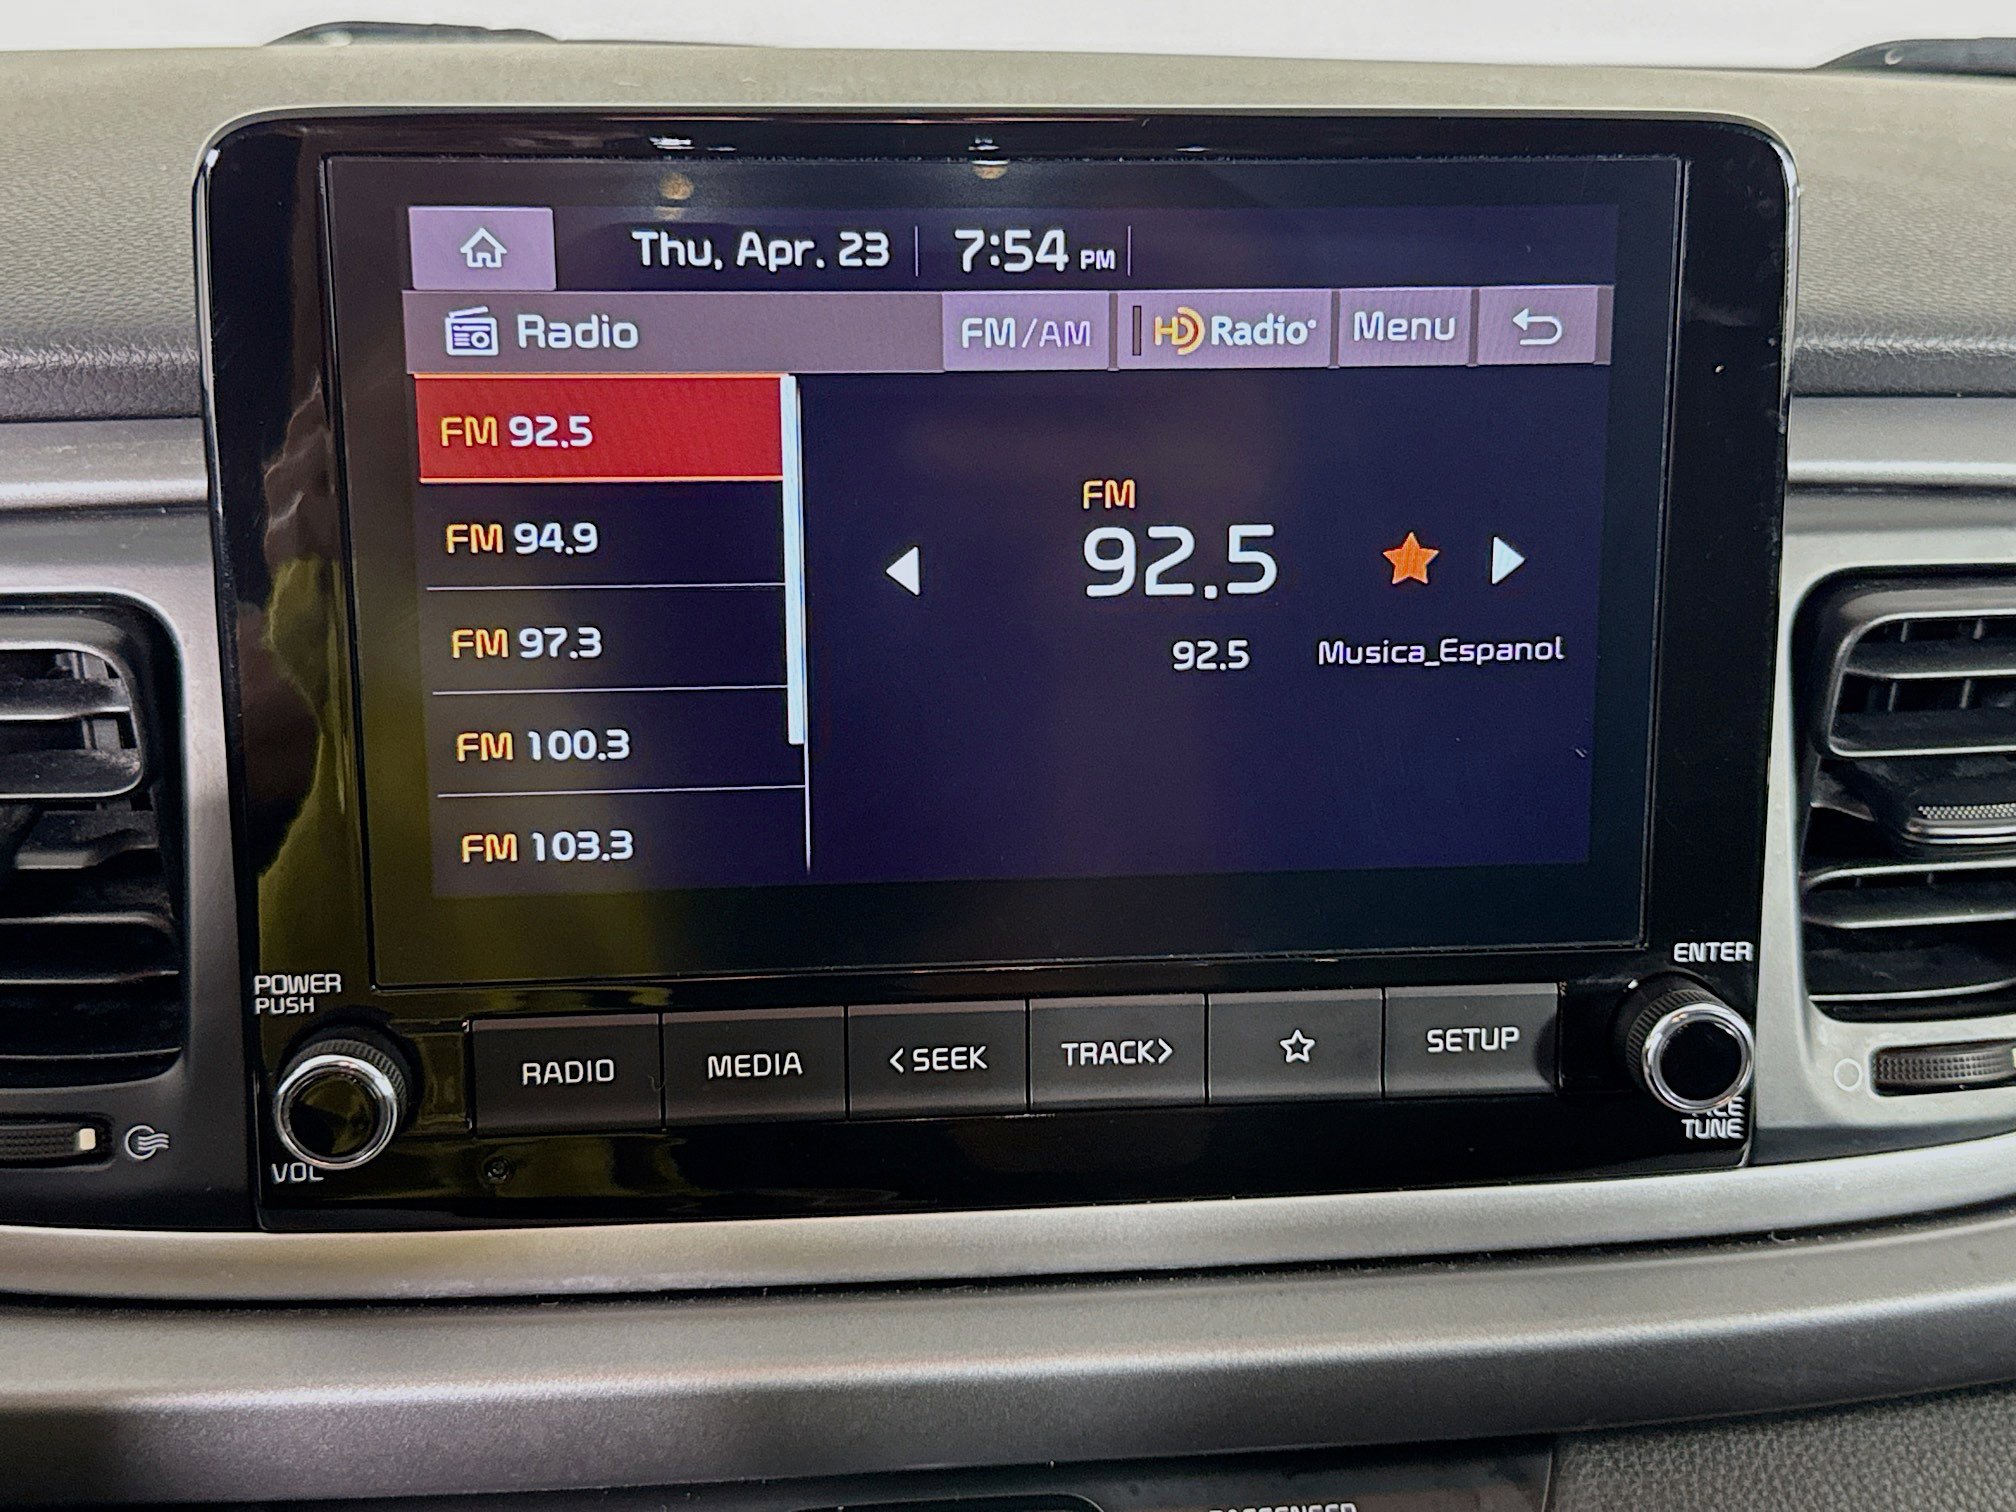 Thu, Apr. 23 7:54 PM
Radio FM/AM HD Radio Menu
FM 92.5
FM 94.9
FM 97.3
FM 100.3
FM 103.3
FM
92.5
92.5 Musica_Espanol
POWER
PUSH
VOL
RADIO MEDIA <SEEK TRACK> SETUP
ENTER
TUNE